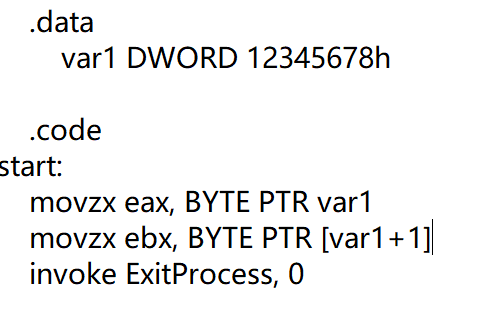 .data
var1 DWORD 12345678h
.code
start:
movzx eax, BYTE PTR var1
movzx ebx, BYTE PTR [var1+1]
invoke ExitProcess, 0